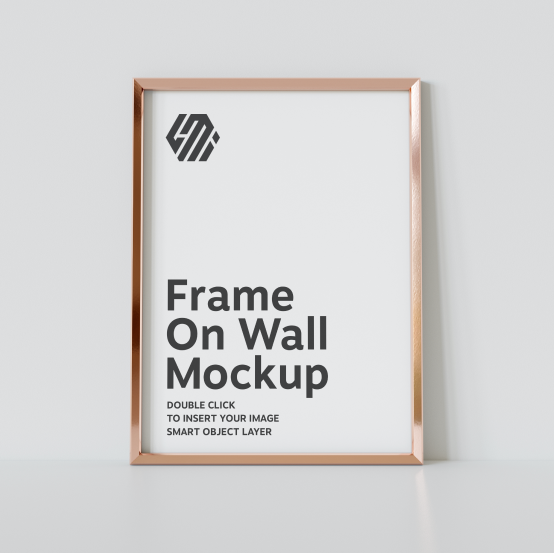 Frame
On Wall
Mockup
DOUBLE CLICK
TO INSERT YOUR IMAGE
SMART OBJECT LAYER